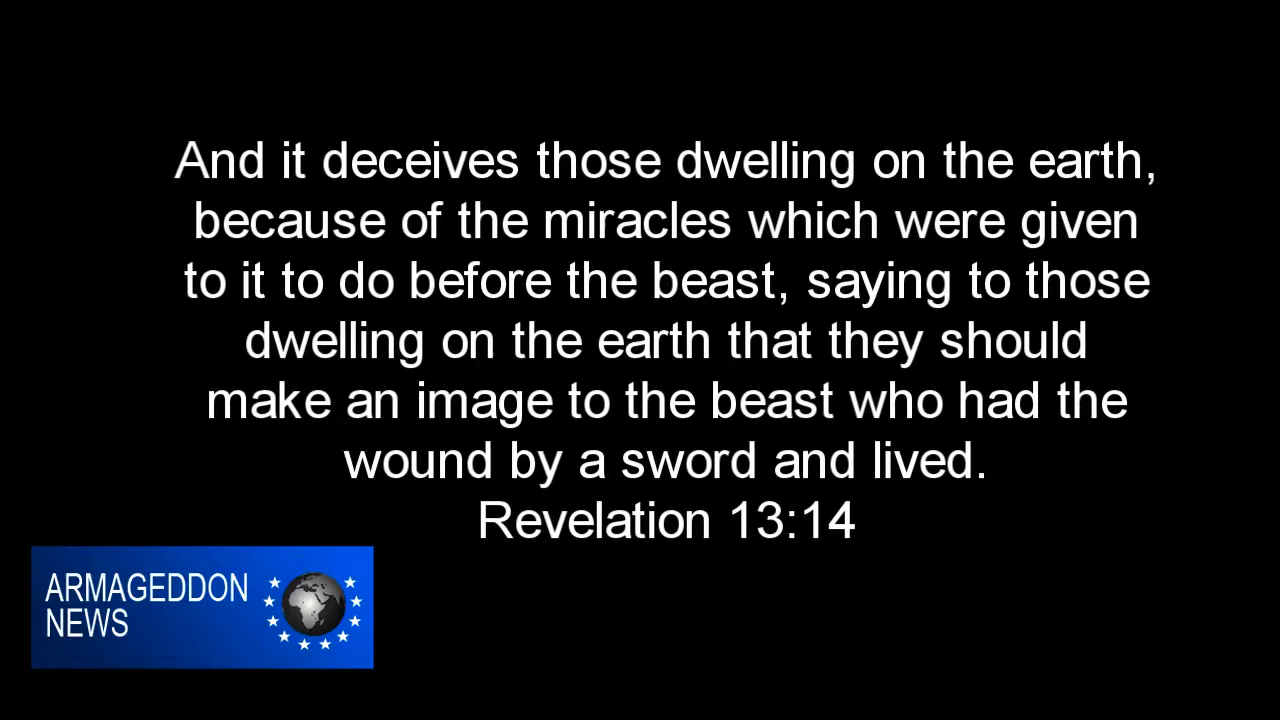 And it deceives those dwelling on the earth,
because of the miracles which were given
to it to do before the beast, saying to those
dwelling on the earth that they should
make an image to the beast who had the
wound by a sword and lived.
Revelation 13:14
ARMAGEDDON
NEWS